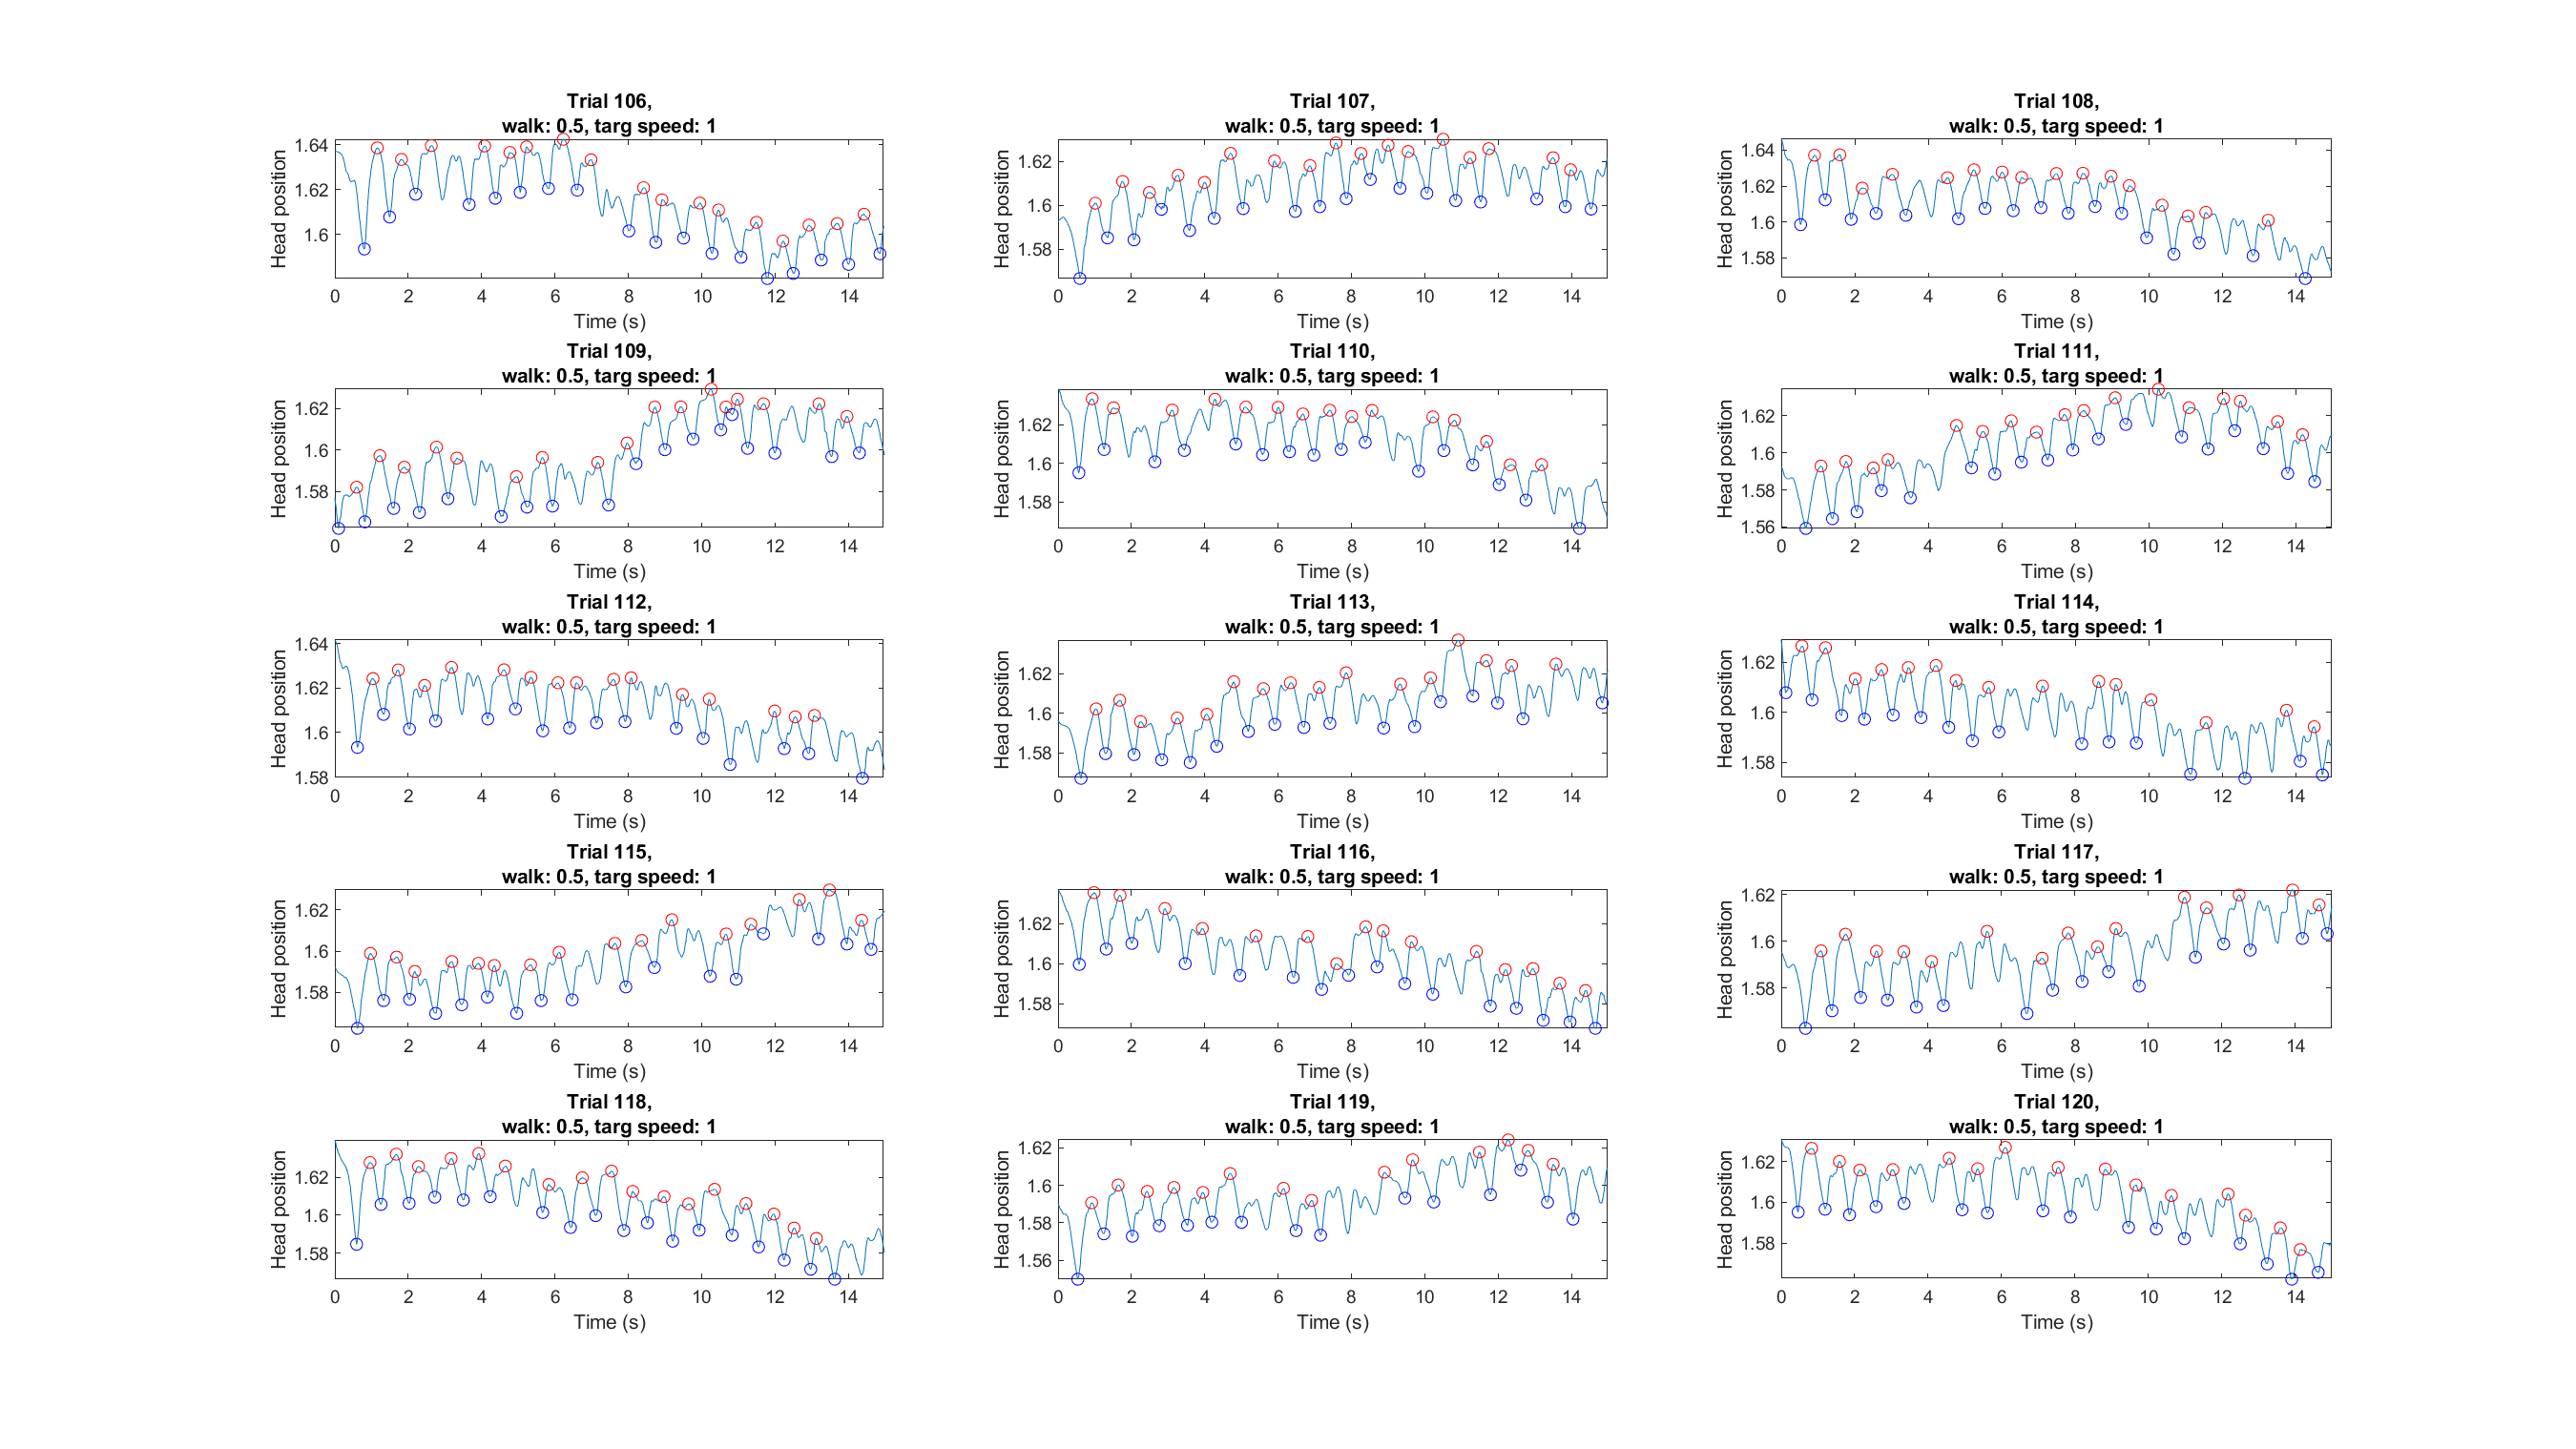 Trial 106,
walk: 0.5, targ speed: 1
Head position
1.64
1.62
1.6
0 2 4 6 8 10 12 14
Time (s)
Trial 107,
walk: 0.5, targ speed: 1
Head position
1.62
1.6
1.58
0 2 4 6 8 10 12 14
Time (s)
Trial 108,
walk: 0.5, targ speed: 1
Head position
1.64
1.62
1.6
1.58
0 2 4 6 8 10 12 14
Time (s)
Trial 109,
walk: 0.5, targ speed: 1
Head position
1.62
1.6
1.58
0 2 4 6 8 10 12 14
Time (s)
Trial 110,
walk: 0.5, targ speed: 1
Head position
1.62
1.6
1.58
0 2 4 6 8 10 12 14
Time (s)
Trial 111,
walk: 0.5, targ speed: 1
Head position
1.62
1.6
1.58
1.56
0 2 4 6 8 10 12 14
Time (s)
Trial 112,
walk: 0.5, targ speed: 1
Head position
1.64
1.62
1.6
1.58
0 2 4 6 8 10 12 14
Time (s)
Trial 113,
walk: 0.5, targ speed: 1
Head position
1.62
1.6
1.58
0 2 4 6 8 10 12 14
Time (s)
Trial 114,
walk: 0.5, targ speed: 1
Head position
1.62
1.6
1.58
0 2 4 6 8 10 12 14
Time (s)
Trial 115,
walk: 0.5, targ speed: 1
Head position
1.62
1.6
1.58
0 2 4 6 8 10 12 14
Time (s)
Trial 116,
walk: 0.5, targ speed: 1
Head position
1.62
1.6
1.58
0 2 4 6 8 10 12 14
Time (s)
Trial 117,
walk: 0.5, targ speed: 1
Head position
1.62
1.6
1.58
0 2 4 6 8 10 12 14
Time (s)
Trial 118,
walk: 0.5, targ speed: 1
Head position
1.62
1.6
1.58
0 2 4 6 8 10 12 14
Time (s)
Trial 119,
walk: 0.5, targ speed: 1
Head position
1.62
1.6
1.58
1.56
0 2 4 6 8 10 12 14
Time (s)
Trial 120,
walk: 0.5, targ speed: 1
Head position
1.62
1.6
1.58
0 2 4 6 8 10 12 14
Time (s)